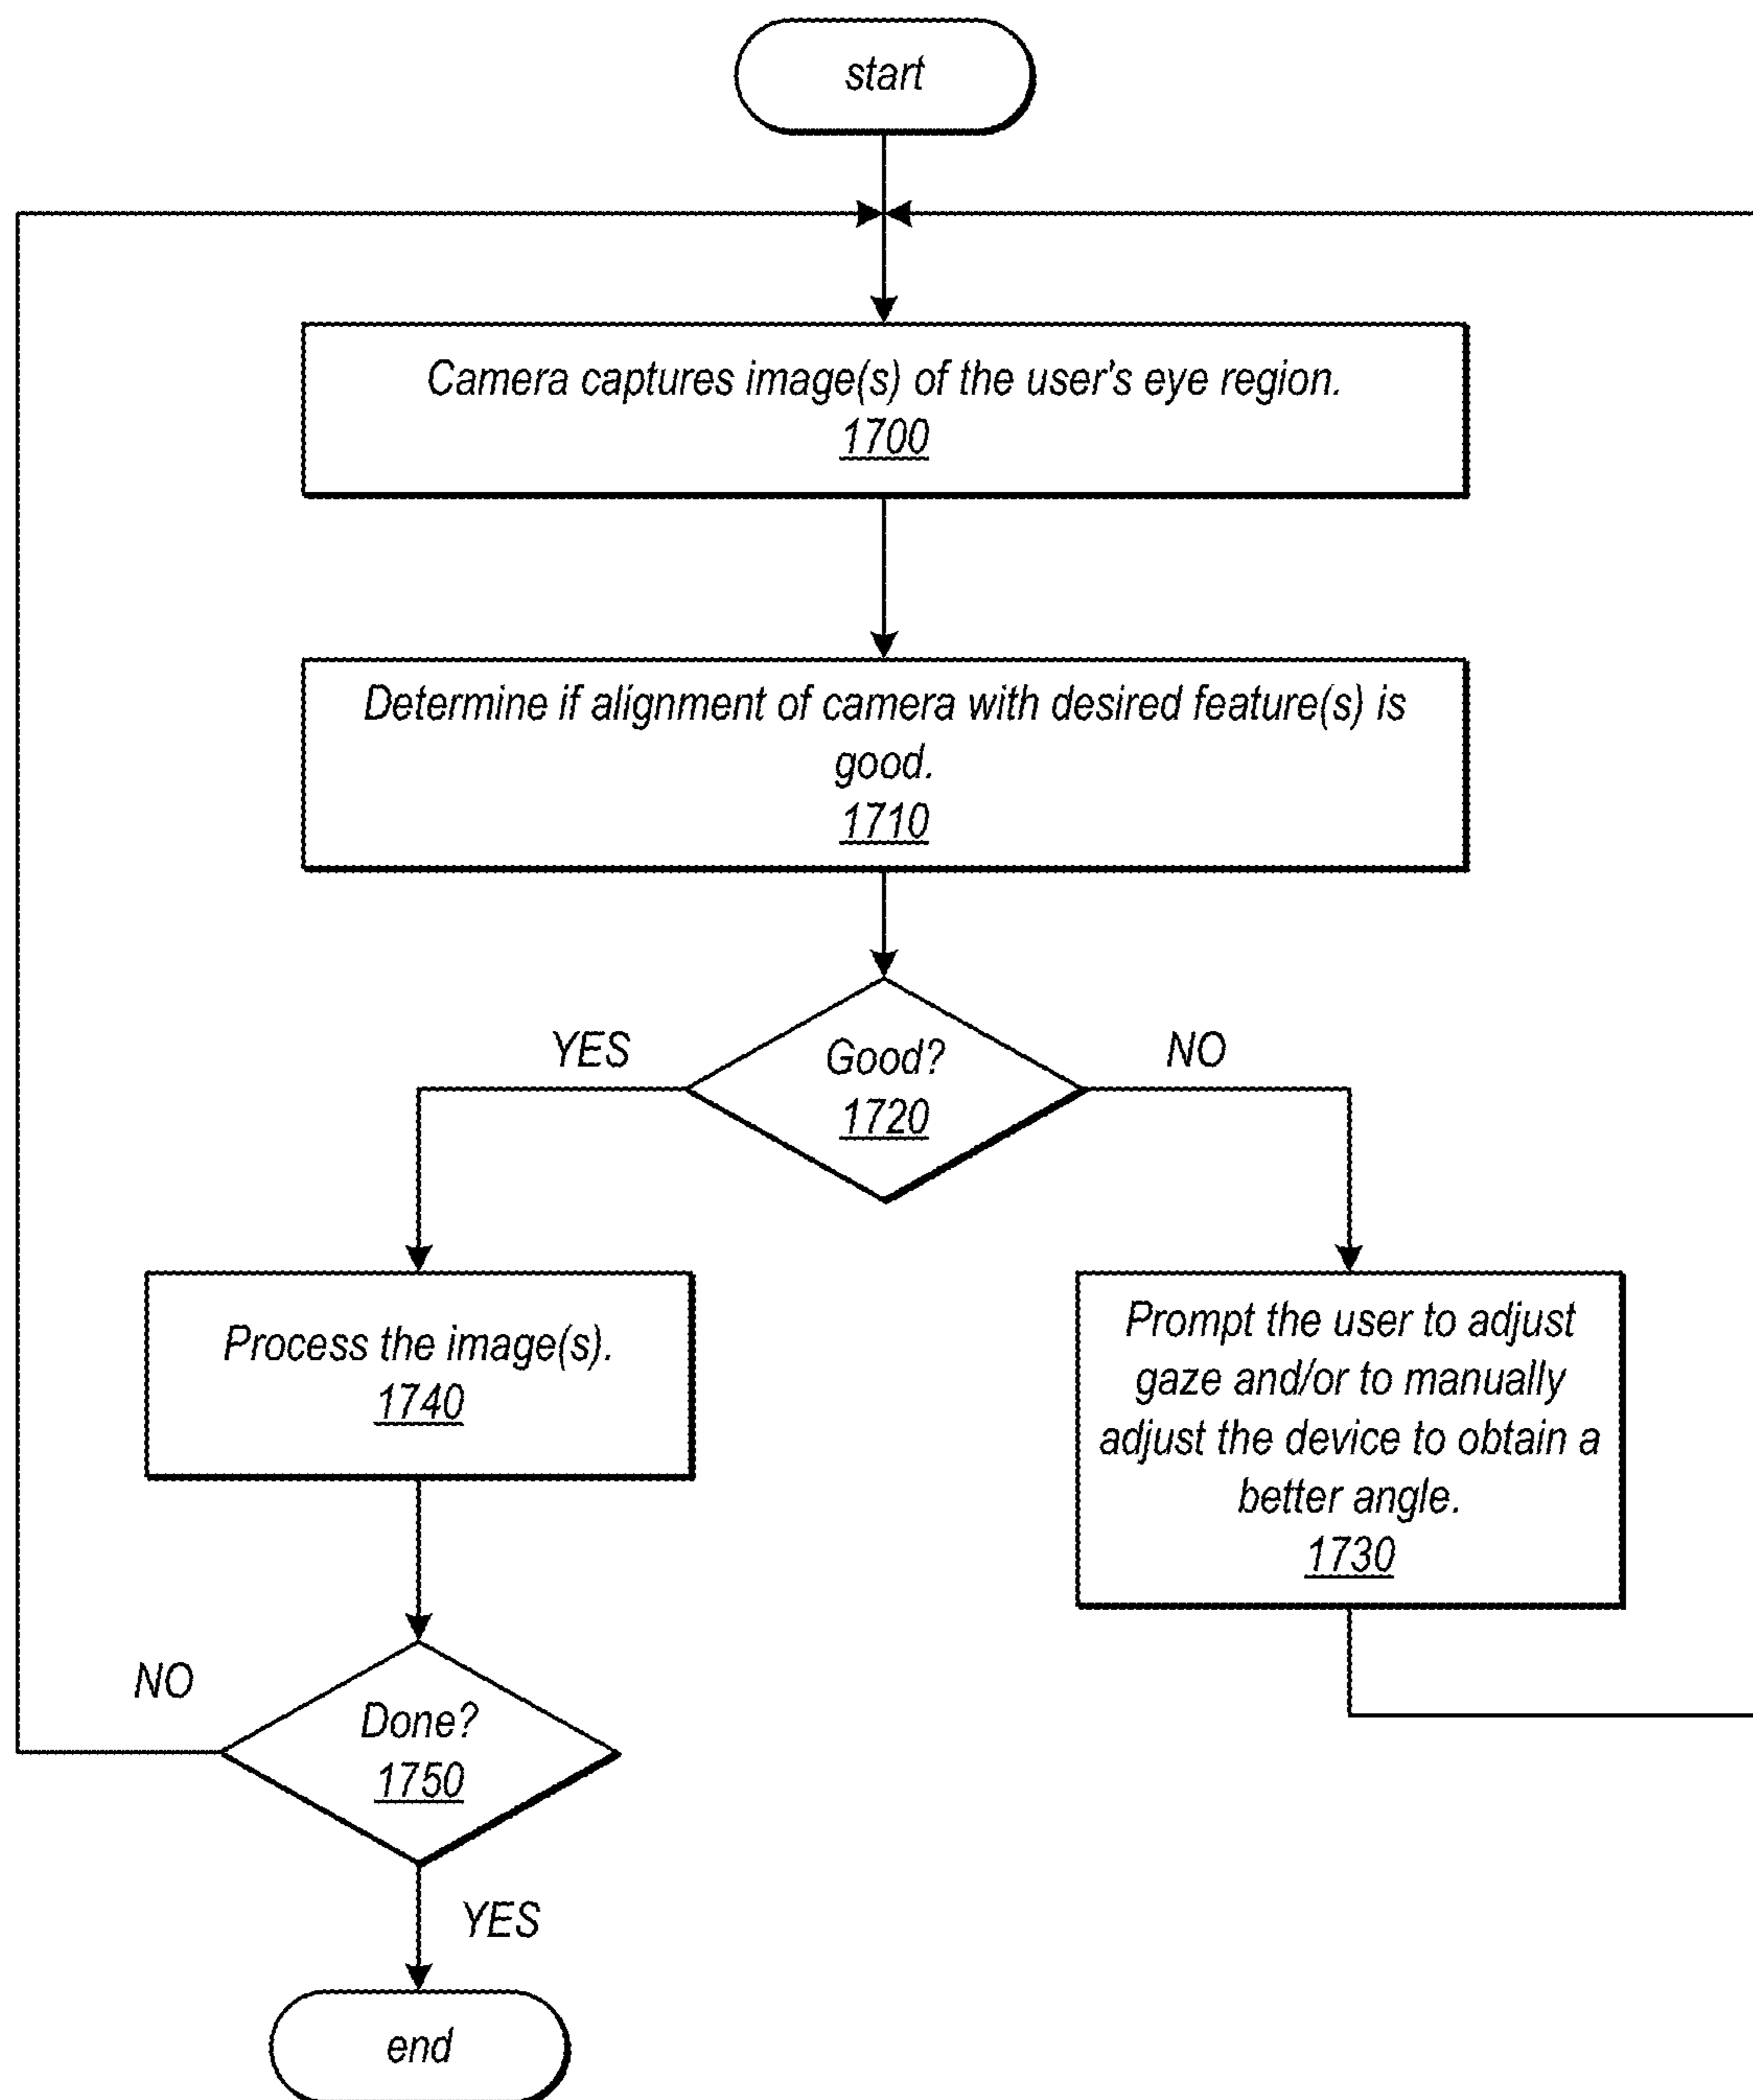 start
Camera captures image(s) of the user's eye region.
1700
Determine if alignment of camera with desired feature(s) is
good.
1710
YES
Good?
1720
NO
Process the image(s).
1740
Prompt the user to adjust
gaze and/or to manually
adjust the device to obtain a
better angle.
1730
NO
Done?
1750
YES
end